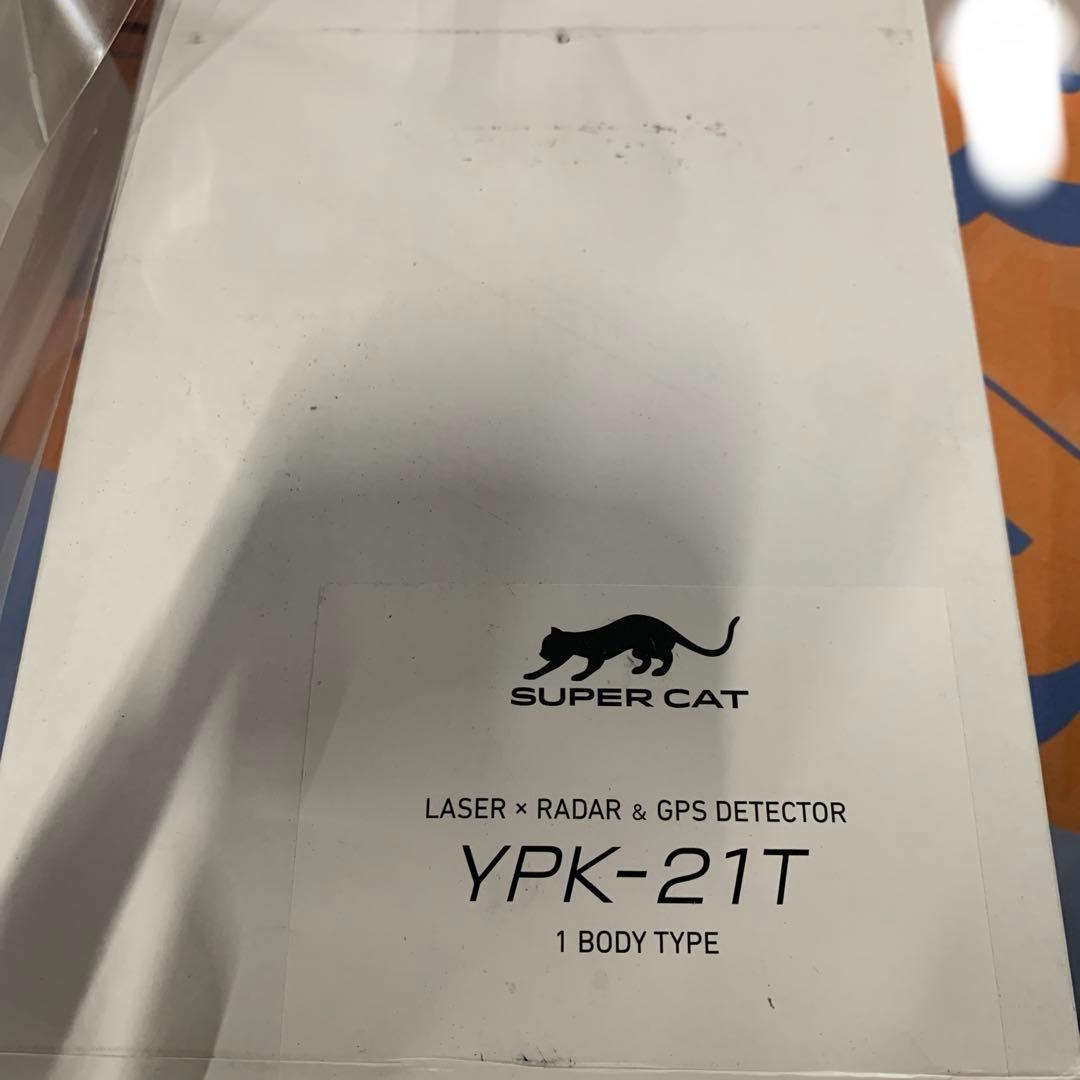 SUPER CAT
LASER × RADAR & GPS DETECTOR
YPK-21T
1 BODY TYPE